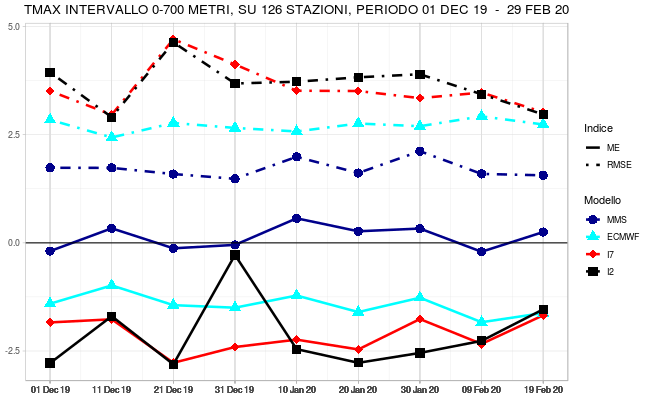 TMAX INTERVALLO 0-700 METRI, SU 126 STAZIONI, PERIODO 01 DEC 19 - 29 FEB 20
5.0
2.5
0.0
-2.5
01 Dec 19 11 Dec 19 21 Dec 19 31 Dec 19 10 Jan 20 20 Jan 20 30 Jan 20 09 Feb 20 19 Feb 20
Indice
ME
RMSE
Modello
MMS
ECMWF
I7
I2